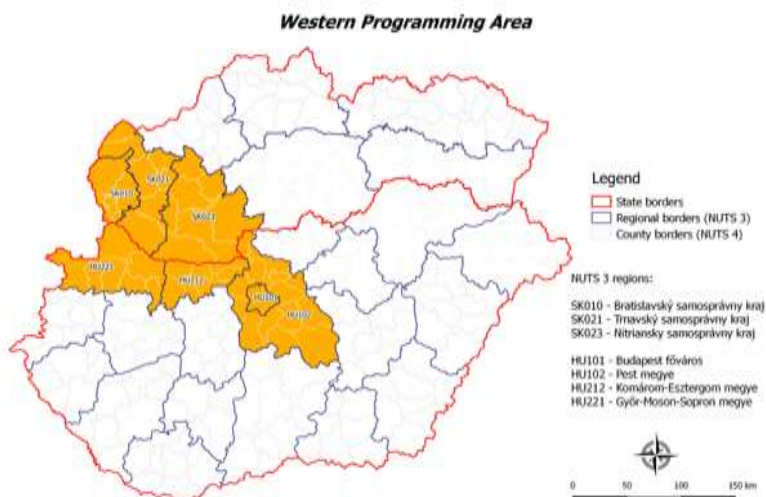 Western Programming Area
SK010
SK021
SK023
HU221
HU212
HU101
HU102
Legend
State borders
Regional borders (NUTS 3)
County borders (NUTS 4)
NUTS 3 regions:
SK010 - Bratislavský samosprávny kraj
SK021 - Trnavský samosprávny kraj
SK023 - Nitriansky samosprávny kraj
HU101 - Budapest főváros
HU102 - Pest megye
HU212 - Komárom-Esztergom megye
HU221 - Győr-Moson-Sopron megye
0 50 100 150 km